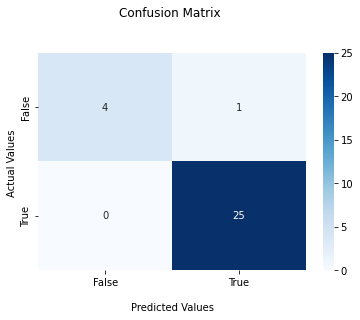 Confusion Matrix
Actual Values
False
4
1
True
0
25
False
True
Predicted Values
25
20
15
10
5
0